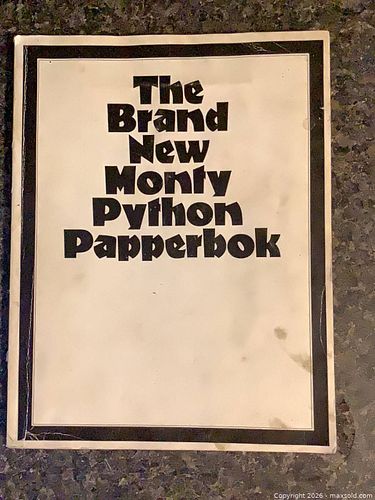 The
Brand
New
Monty
Python
Papperbok
Copyright 2026 - maxsold.com